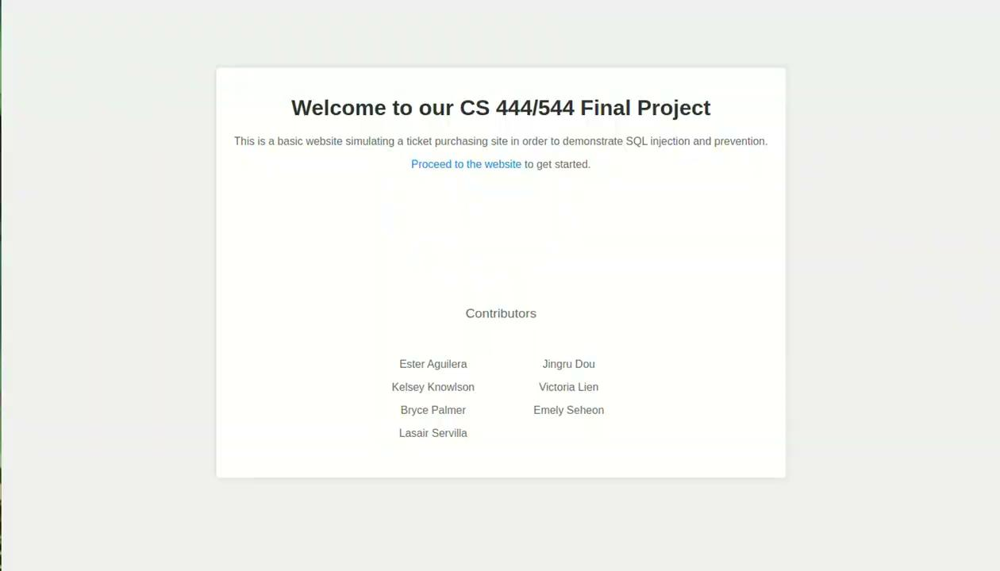 Welcome to our CS 444/544 Final Project
This is a basic website simulating a ticket purchasing site in order to demonstrate SQL injection and prevention.
Proceed to the website to get started.
Contributors
Ester Aguilera
Jingru Dou
Kelsey Knowlson
Victoria Lien
Bryce Palmer
Emely Seheon
Lasair Servilla